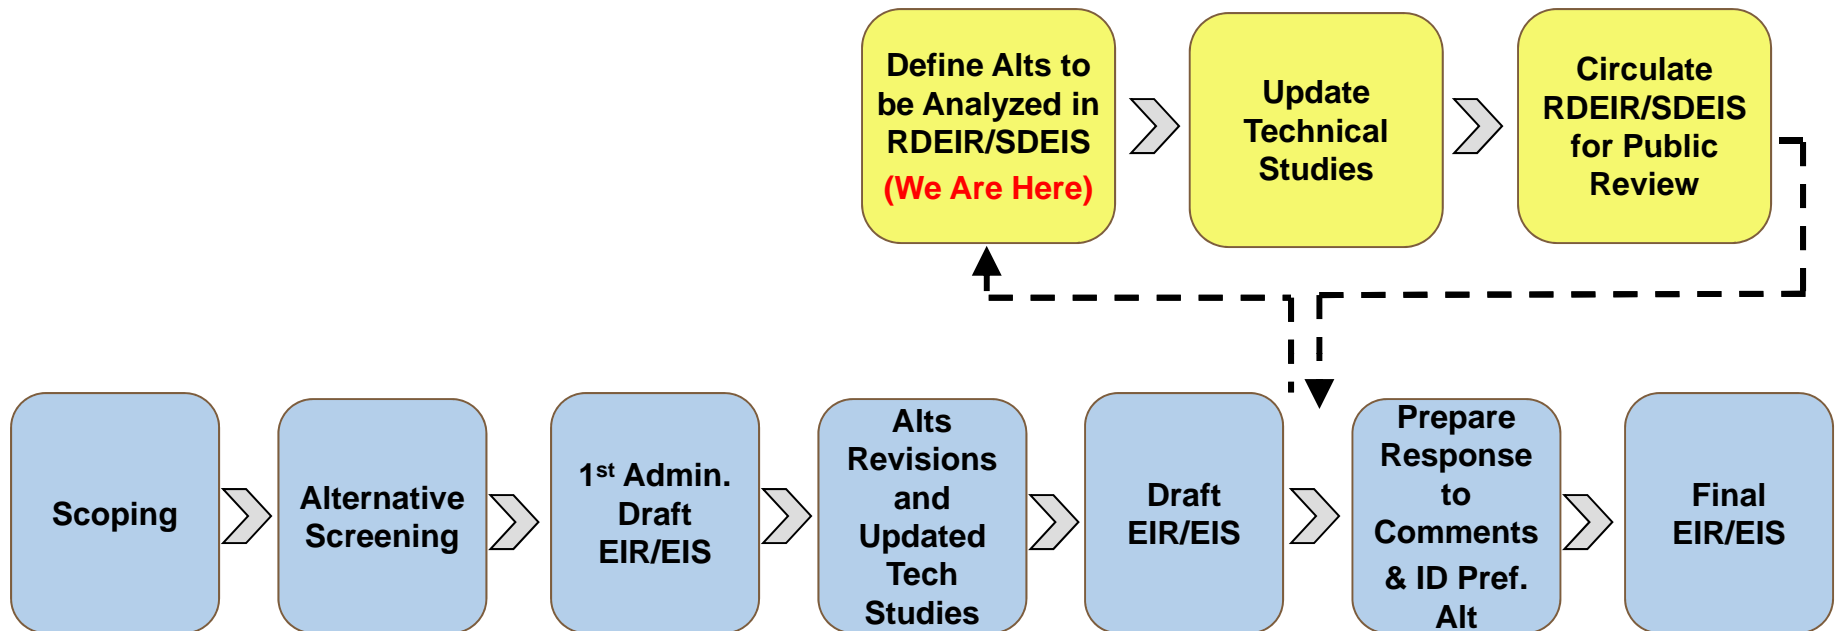 Define Alts to
be Analyzed in
RDEIR/SDEIS
(We Are Here)
Update
Technical
Studies
Circulate
RDEIR/SDEIS
for Public
Review
Scoping
Alternative
Screening
1st Admin.
Draft
EIR/EIS
Alts
Revisions
and
Updated
Tech
Studies
Draft
EIR/EIS
Prepare
Response
to
Comments
& ID Pref.
Alt
Final
EIR/EIS